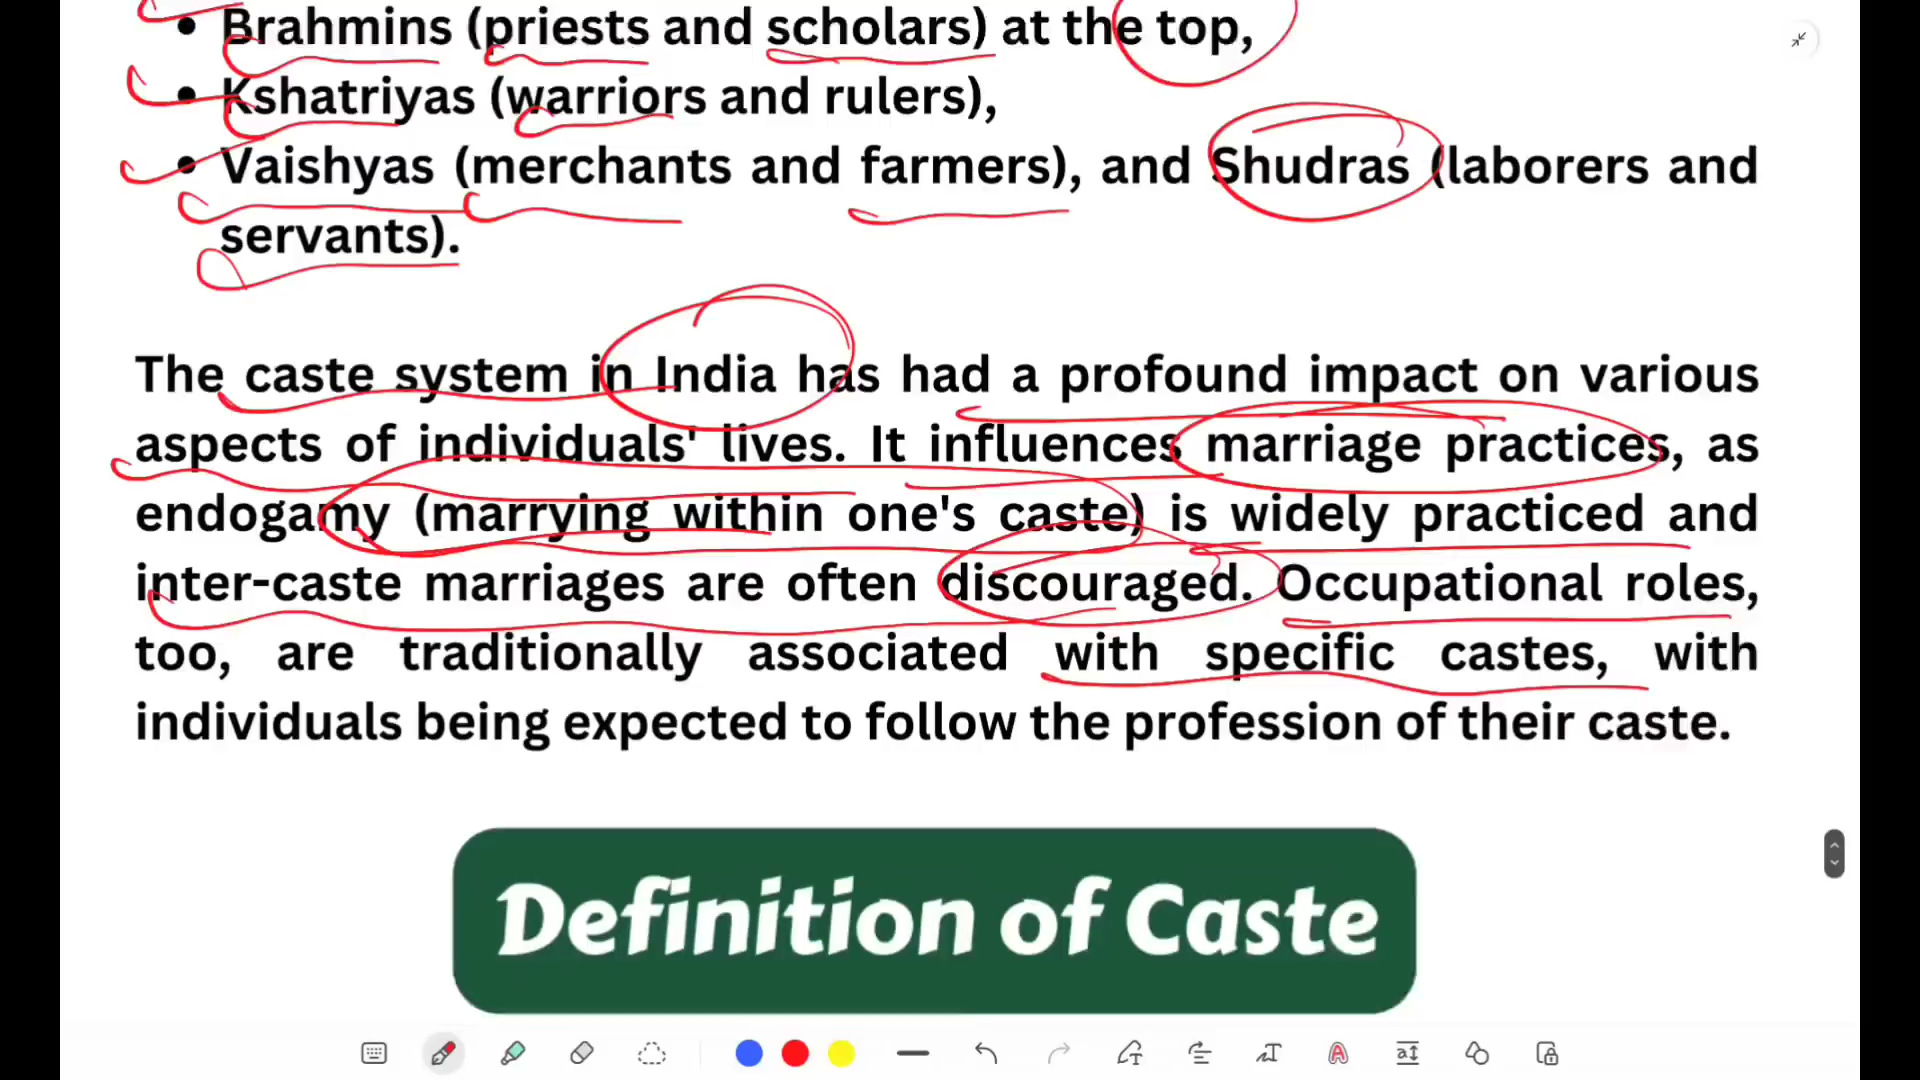 • Brahmins (priests and scholars) at the top,
• Kshatriyas (warriors and rulers),
• Vaishyas (merchants and farmers), and Shudras (laborers and
servants).
The caste system in India has had a profound impact on various
aspects of individuals' lives. It influences marriage practices, as
endogamy (marrying within one's caste) is widely practiced and
inter-caste marriages are often discouraged. Occupational roles,
too, are traditionally associated with specific castes, with
individuals being expected to follow the profession of their caste.
Definition of Caste